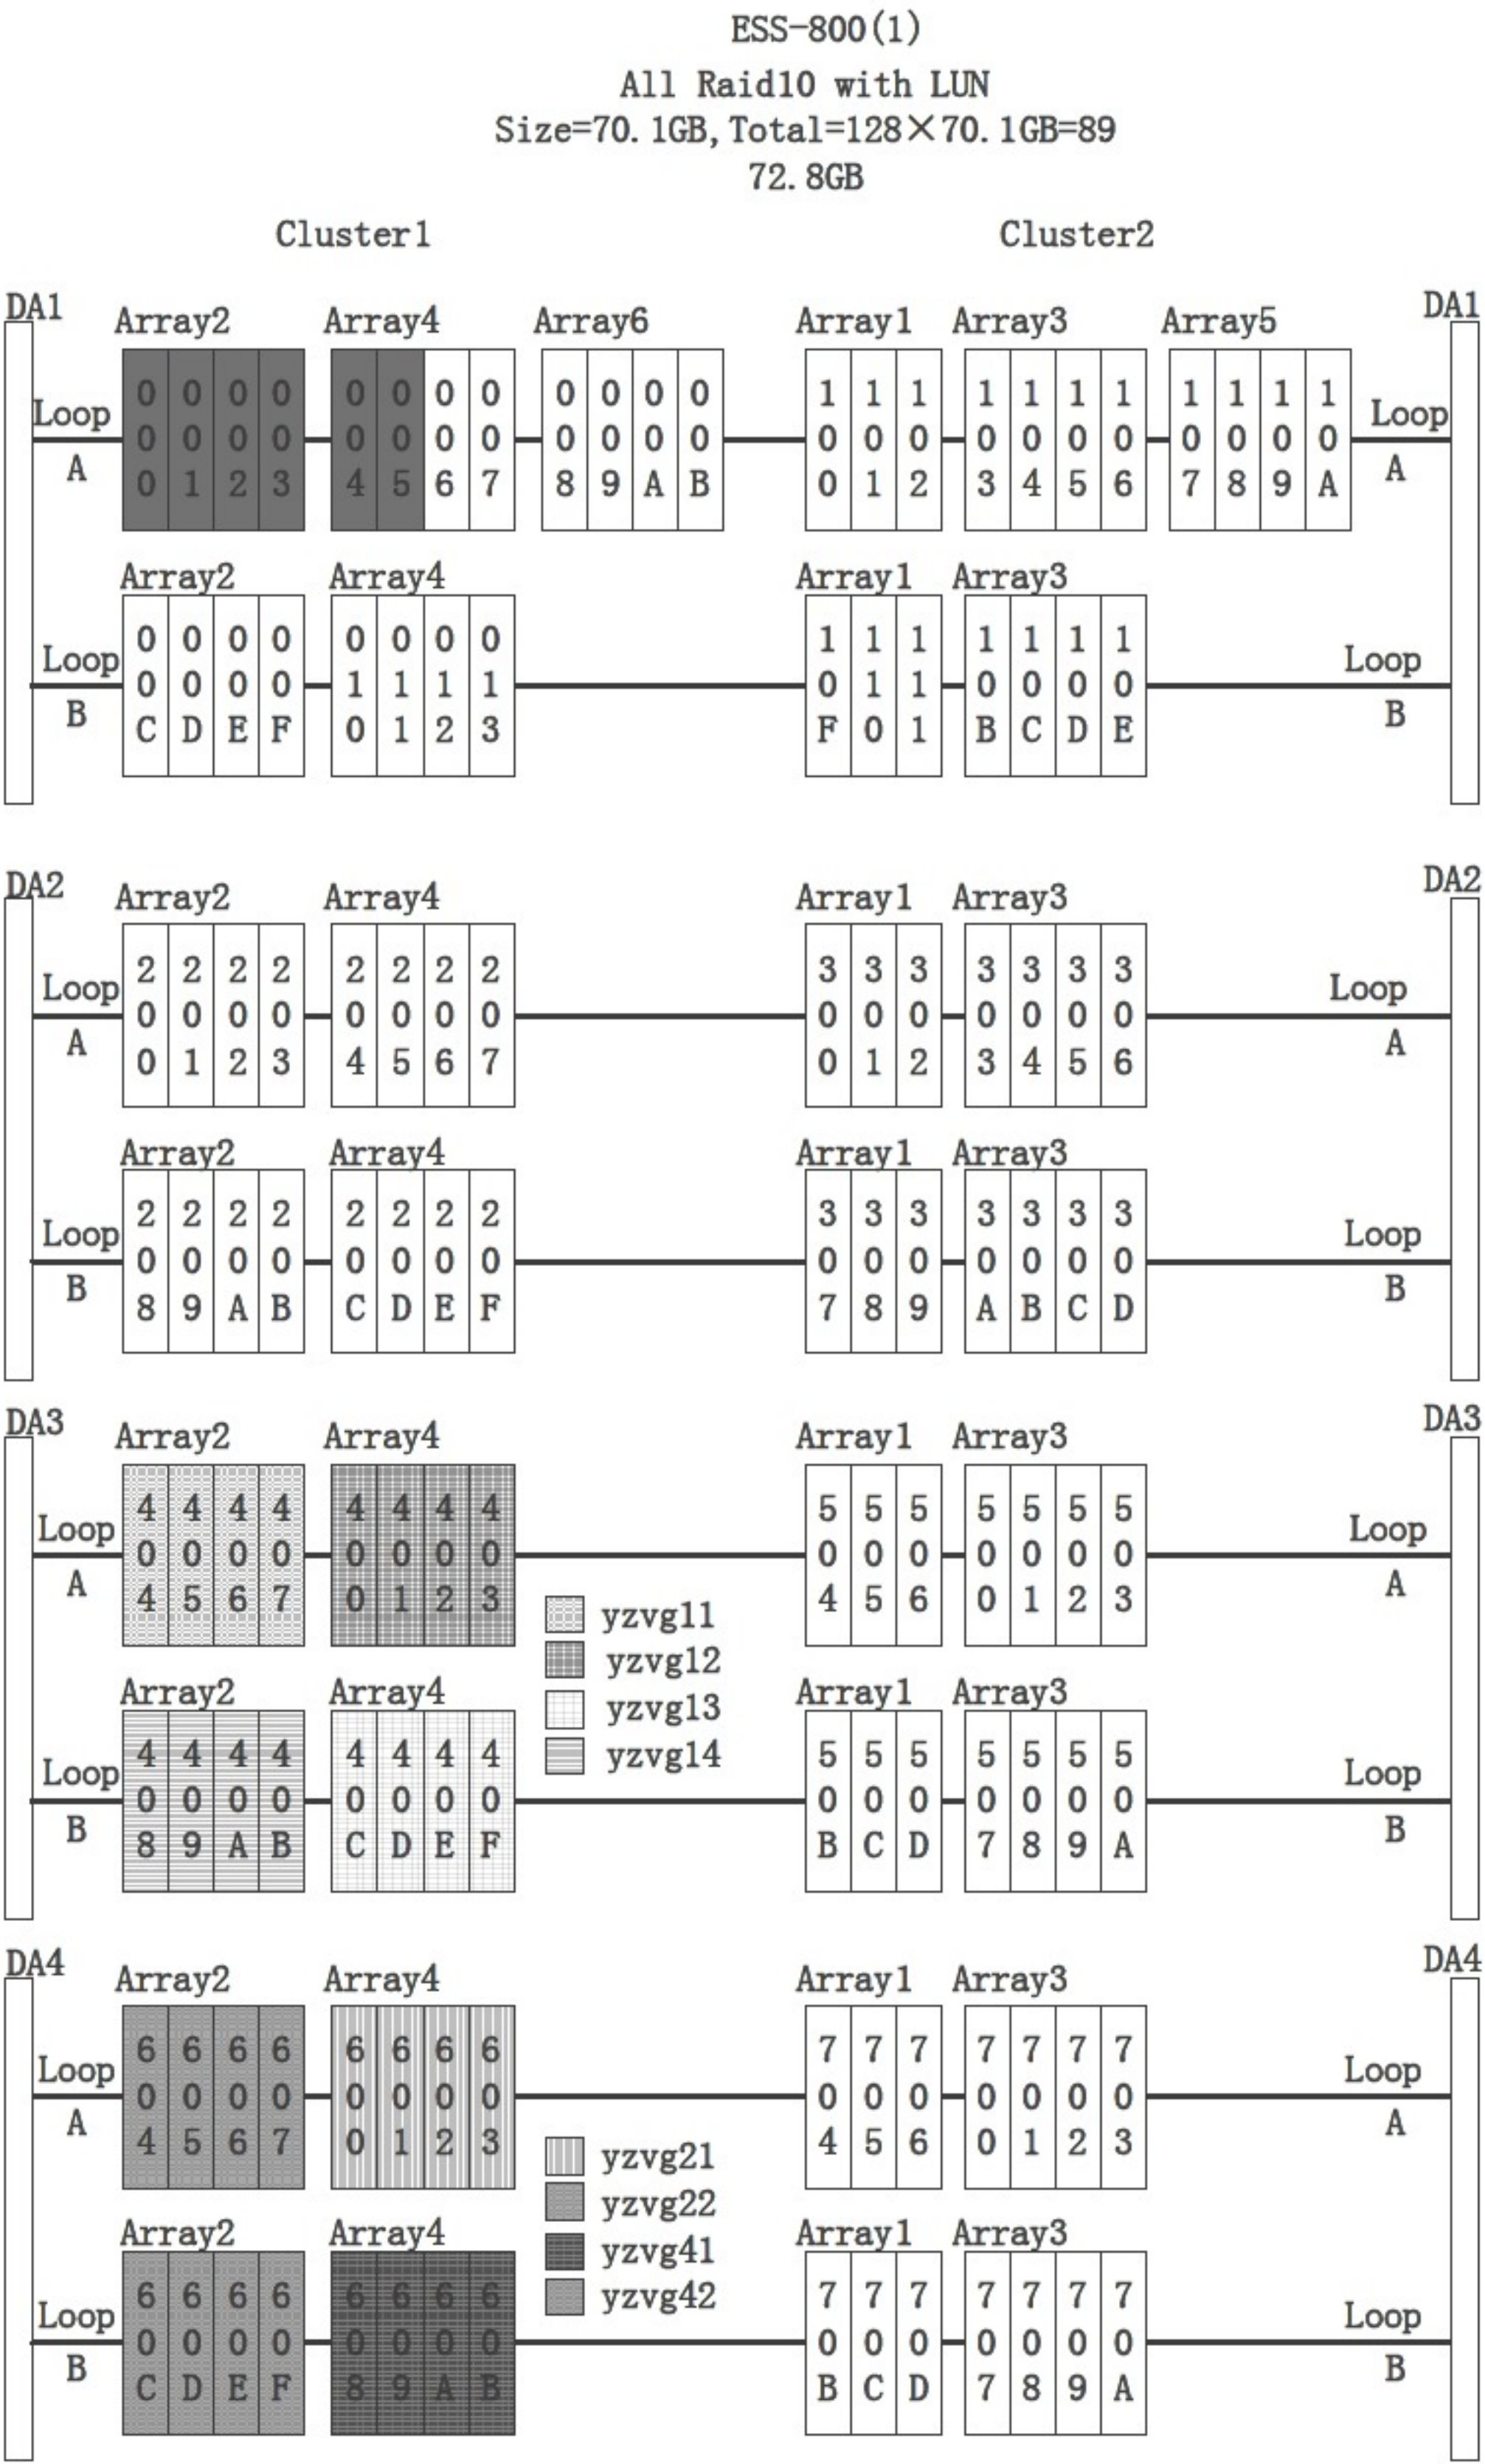 ESS-800(1)
All Raid10 with LUN
Size=70.1GB,Total=128×70.1GB=89
72.8GB
Cluster1 Cluster2
DA1 Array2 Array4 Array6 Array1 Array3 Array5 DA1
0 0 0 0 0 0 0 0 0 0 0 0 1 1 1 1 1 1 1 1 1 1 1
Loop 0 0 0 0 0 0 0 0 0 0 0 0 0 0 0 0 0 0 0 0 0 0 0 Loop
A 0 1 2 3 4 5 6 7 8 9 A B 0 1 2 3 4 5 6 7 8 9 A A
Array2 Array4 Array1 Array3
0 0 0 0 0 0 0 0 1 1 1 1 1 1 1
Loop 0 0 0 0 1 1 1 1 0 1 1 0 0 0 0 Loop
B C D E F 0 1 2 3 F 0 1 B C D E B
DA2 Array2 Array4 Array1 Array3 DA2
2 2 2 2 2 2 2 2 3 3 3 3 3 3 3
Loop 0 0 0 0 0 0 0 0 0 0 0 0 0 0 0 Loop
A 0 1 2 3 4 5 6 7 0 1 2 3 4 5 6 A
Array2 Array4 Array1 Array3
2 2 2 2 2 2 2 2 3 3 3 3 3 3 3
Loop 0 0 0 0 0 0 0 0 0 0 0 0 0 0 0 Loop
B 8 9 A B C D E F 7 8 9 A B C D B
DA3 Array2 Array4 Array1 Array3 DA3
4 4 4 4 4 4 4 4 5 5 5 5 5 5 5
Loop 0 0 0 0 0 0 0 0 0 0 0 0 0 0 0 Loop
A 4 5 6 7 0 1 2 3 4 5 6 0 1 2 3 A
yzvg11
yzvg12
yzvg13
yzvg14
Array2 Array4 Array1 Array3
4 4 4 4 4 4 4 4 5 5 5 5 5 5 5
Loop 0 0 0 0 0 0 0 0 0 0 0 0 0 0 0 Loop
B 8 9 A B C D E F B C D 7 8 9 A B
DA4 Array2 Array4 Array1 Array3 DA4
6 6 6 6 6 6 6 6 7 7 7 7 7 7 7
Loop 0 0 0 0 0 0 0 0 0 0 0 0 0 0 0 Loop
A 4 5 6 7 0 1 2 3 4 5 6 0 1 2 3 A
yzvg21
yzvg22
yzvg41
yzvg42
Array2 Array4 Array1 Array3
6 6 6 6 6 6 6 6 7 7 7 7 7 7 7
Loop 0 0 0 0 0 0 0 0 0 0 0 0 0 0 0 Loop
B C D E F 8 9 A B B C D 7 8 9 A B